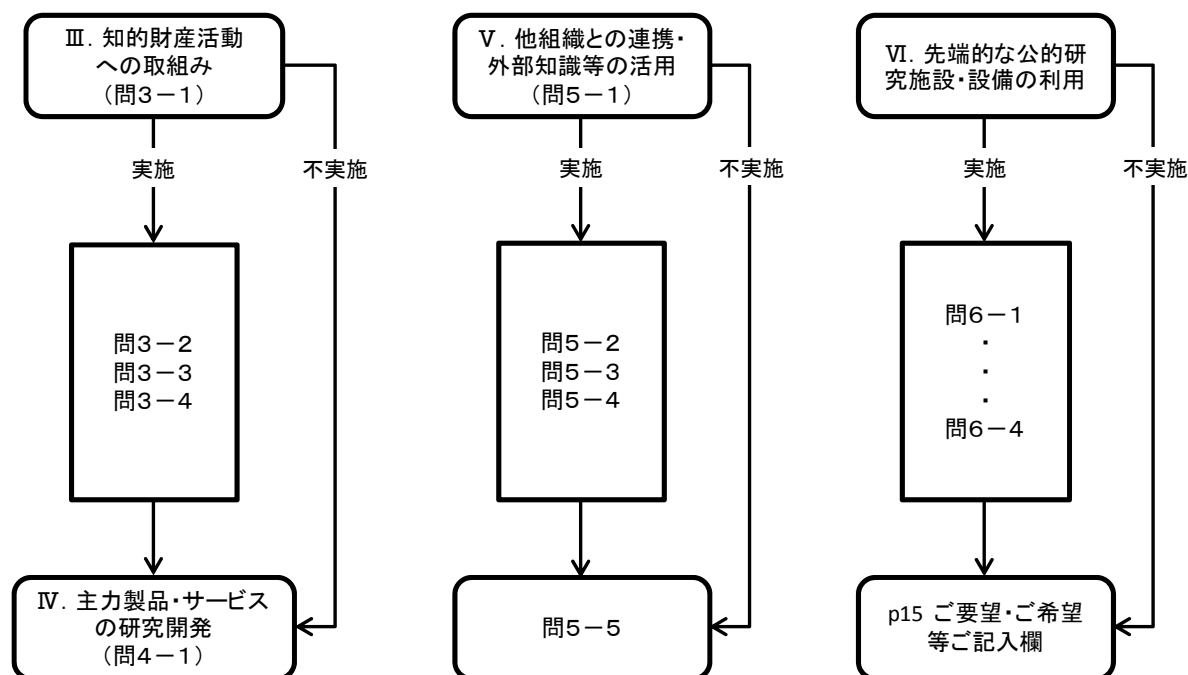 Ⅲ．知的財産活動
への取組み
（問３－１）
実施
不実施
問３－２
問３－３
問３－４
Ⅳ．主力製品・サービス
の研究開発
（問４－１）
Ⅴ．他組織との連携・
外部知識等の活用
（問５－１）
実施
不実施
問５－２
問５－３
問５－４
問５－５
Ⅵ．先端的な公的研
究施設・設備の利用
実施
不実施
問６－１
・
・
・
問６－４
p15 ご要望・ご希望
等ご記入欄